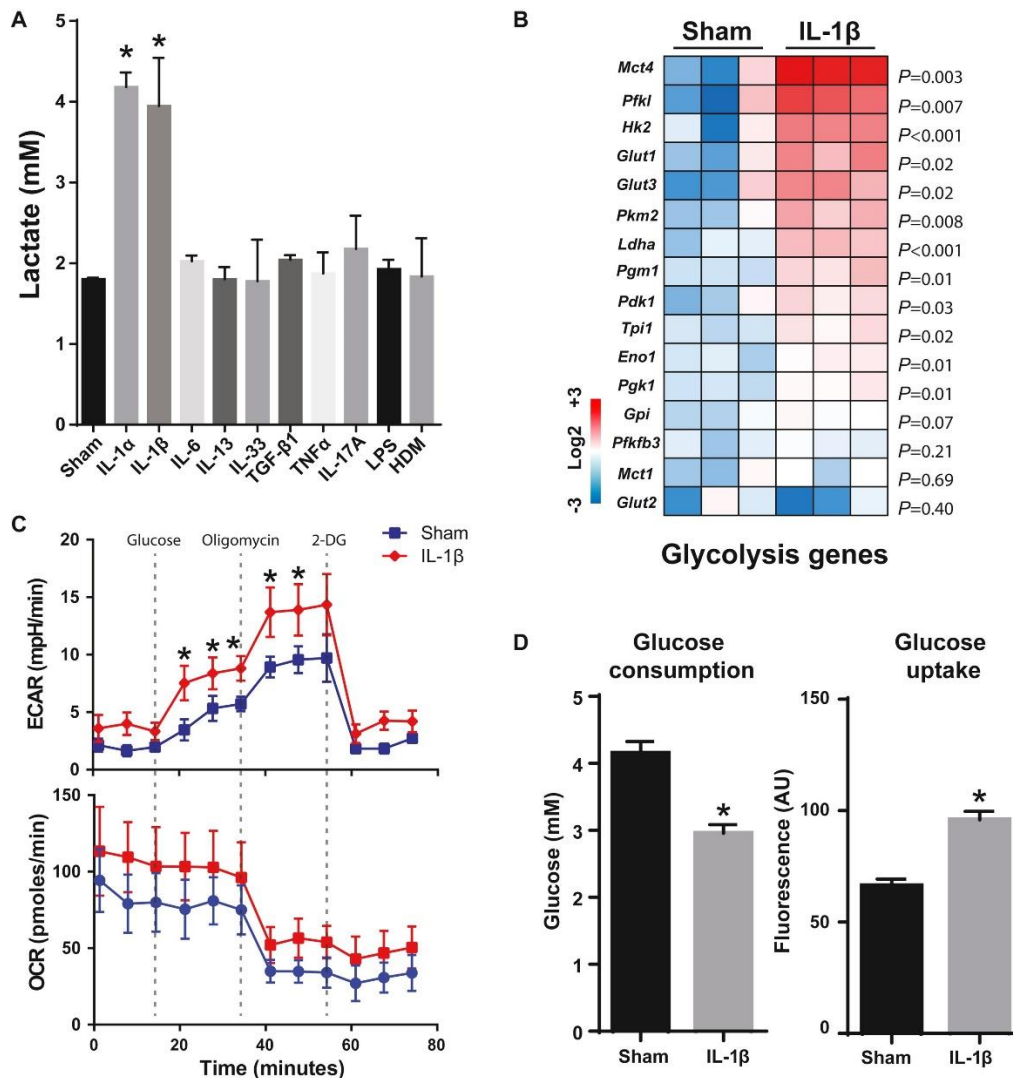 A
Lactate (mM)
5
4
3
2
1
0
*
*
Sham
IL-1α
IL-1β
IL-6
IL-13
IL-33
TGF-β1
TNFα
IL-17A
LPS
HDM
B
Sham
IL-1β
Mct4
P=0.003
Pfkl
P=0.007
Hk2
P<0.001
Glut1
P=0.02
Glut3
P=0.02
Pkm2
P=0.008
Ldha
P<0.001
Pgm1
P=0.01
Pdk1
P=0.03
Tpi1
P=0.02
Eno1
P=0.01
Pgk1
P=0.01
Gpi
P=0.07
Pfkfb3
P=0.21
Mct1
P=0.69
Glut2
P=0.40
+3
Log2
-3
Glycolysis genes
C
Sham
IL-1β
Glucose
Oligomycin
2-DG
ECAR (mpH/min)
20
15
10
5
0
*
*
*
*
*
OCR (pmoles/min)
150
100
50
0
0
20
40
60
80
Time (minutes)
D
Glucose
consumption
Glucose (mM)
5
4
3
2
1
0
*
Sham
IL-1β
Glucose
uptake
Fluorescence (AU)
150
100
50
0
*
Sham
IL-1β